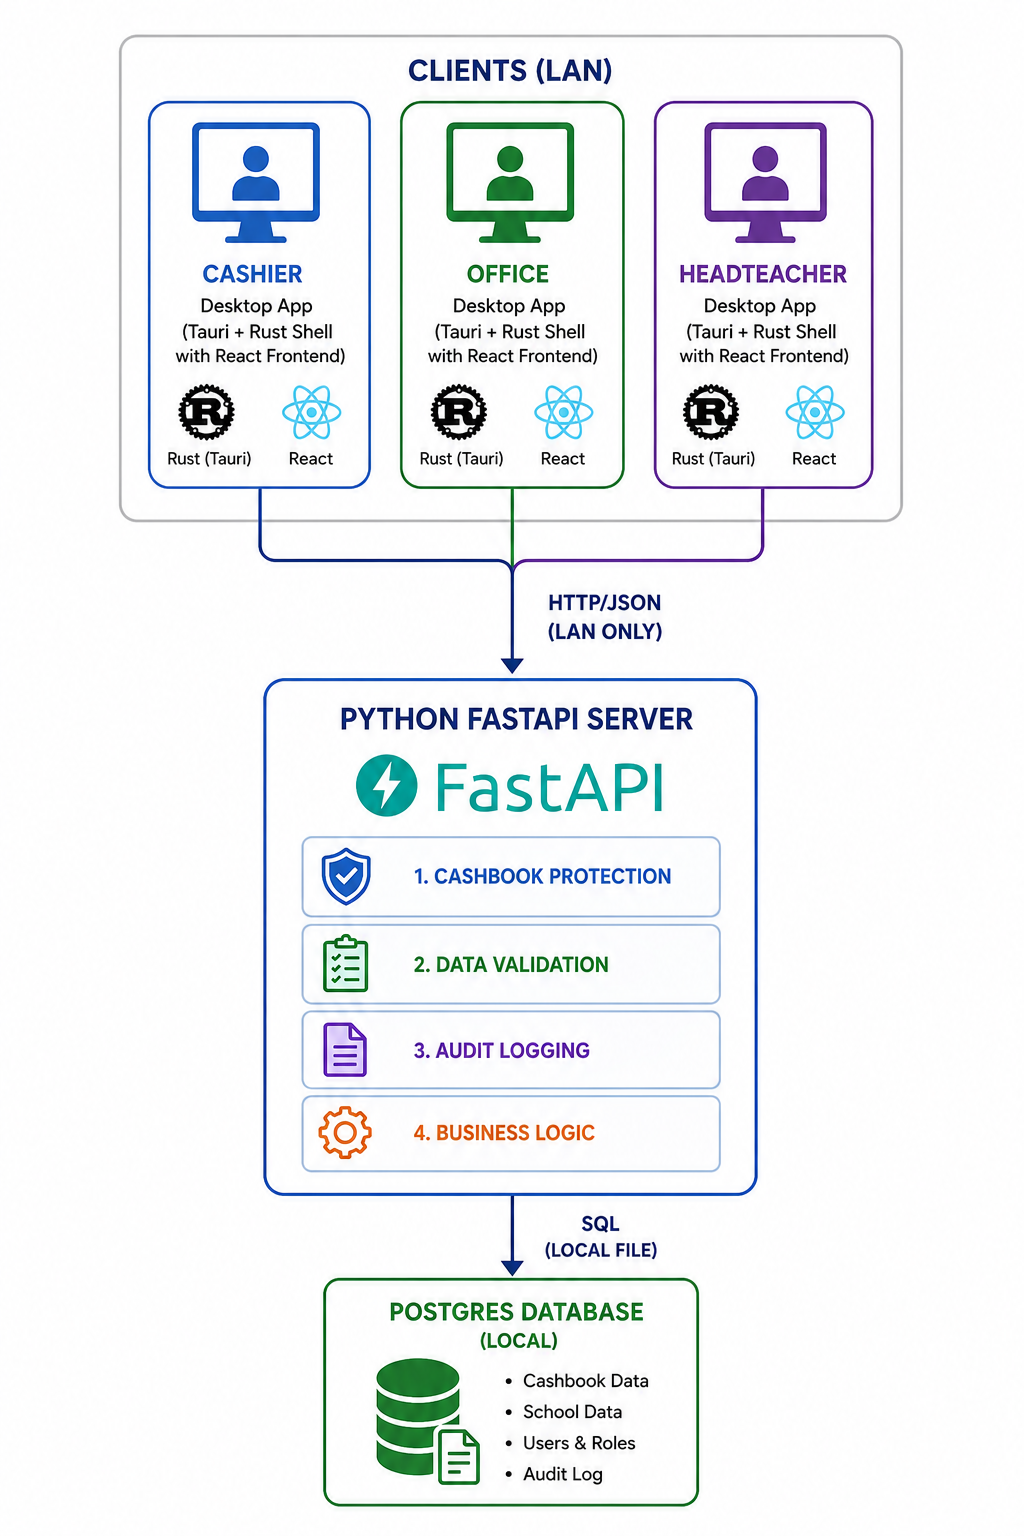 CLIENTS (LAN)
CASHIER
Desktop App
(Tauri + Rust Shell
with React Frontend)
R
Rust (Tauri)
React
OFFICE
Desktop App
(Tauri + Rust Shell
with React Frontend)
R
Rust (Tauri)
React
HEADTEACHER
Desktop App
(Tauri + Rust Shell
with React Frontend)
R
Rust (Tauri)
React
HTTP/JSON
(LAN ONLY)
PYTHON FASTAPI SERVER
FastAPI
1. CASHBOOK PROTECTION
2. DATA VALIDATION
3. AUDIT LOGGING
4. BUSINESS LOGIC
SQL
(LOCAL FILE)
POSTGRES DATABASE
(LOCAL)
• Cashbook Data
• School Data
• Users & Roles
• Audit Log